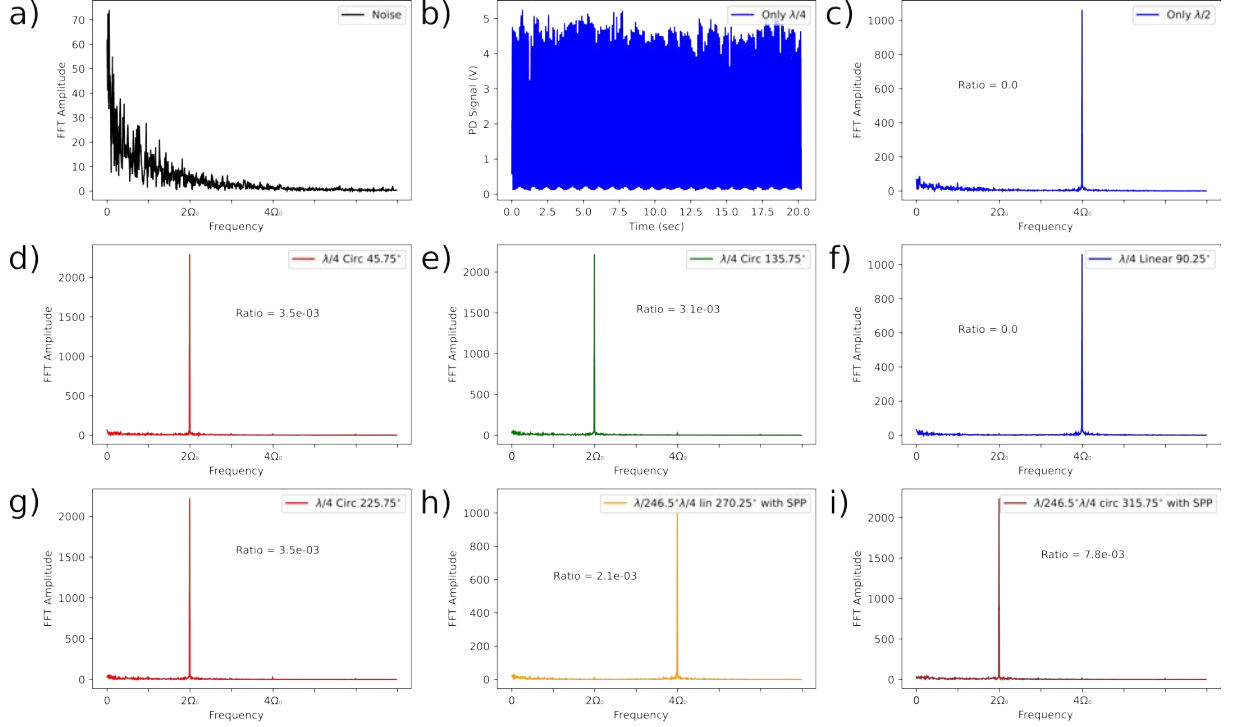 a)
Noise
FFT Amplitude
70
60
50
40
30
20
10
0
0 2Ω₀ 4Ω₀
Frequency
b)
Only λ/4
PD Signal (V)
5
4
3
2
1
0
0.0 2.5 5.0 7.5 10.0 12.5 15.0 17.5 20.0
Time (sec)
c)
Only λ/2
Ratio = 0.0
FFT Amplitude
1000
800
600
400
200
0
0 2Ω₀ 4Ω₀
Frequency
d)
λ/4 Circ 45.75°
Ratio = 3.5e-03
FFT Amplitude
2000
1500
1000
500
0
0 2Ω₀ 4Ω₀
Frequency
e)
λ/4 Circ 135.75°
Ratio = 3.1e-03
FFT Amplitude
2000
1500
1000
500
0
0 2Ω₀ 4Ω₀
Frequency
f)
λ/4 Linear 90.25°
Ratio = 0.0
FFT Amplitude
1000
800
600
400
200
0
0 2Ω₀ 4Ω₀
Frequency
g)
λ/4 Circ 225.75°
Ratio = 3.5e-03
FFT Amplitude
2000
1500
1000
500
0
0 2Ω₀ 4Ω₀
Frequency
h)
λ/246.5°λ/4 lin 270.25° with SPP
Ratio = 2.1e-03
FFT Amplitude
1000
800
600
400
200
0
0 2Ω₀ 4Ω₀
Frequency
i)
λ/246.5°λ/4 circ 315.75° with SPP
Ratio = 7.8e-03
FFT Amplitude
2000
1500
1000
500
0
0 2Ω₀ 4Ω₀
Frequency